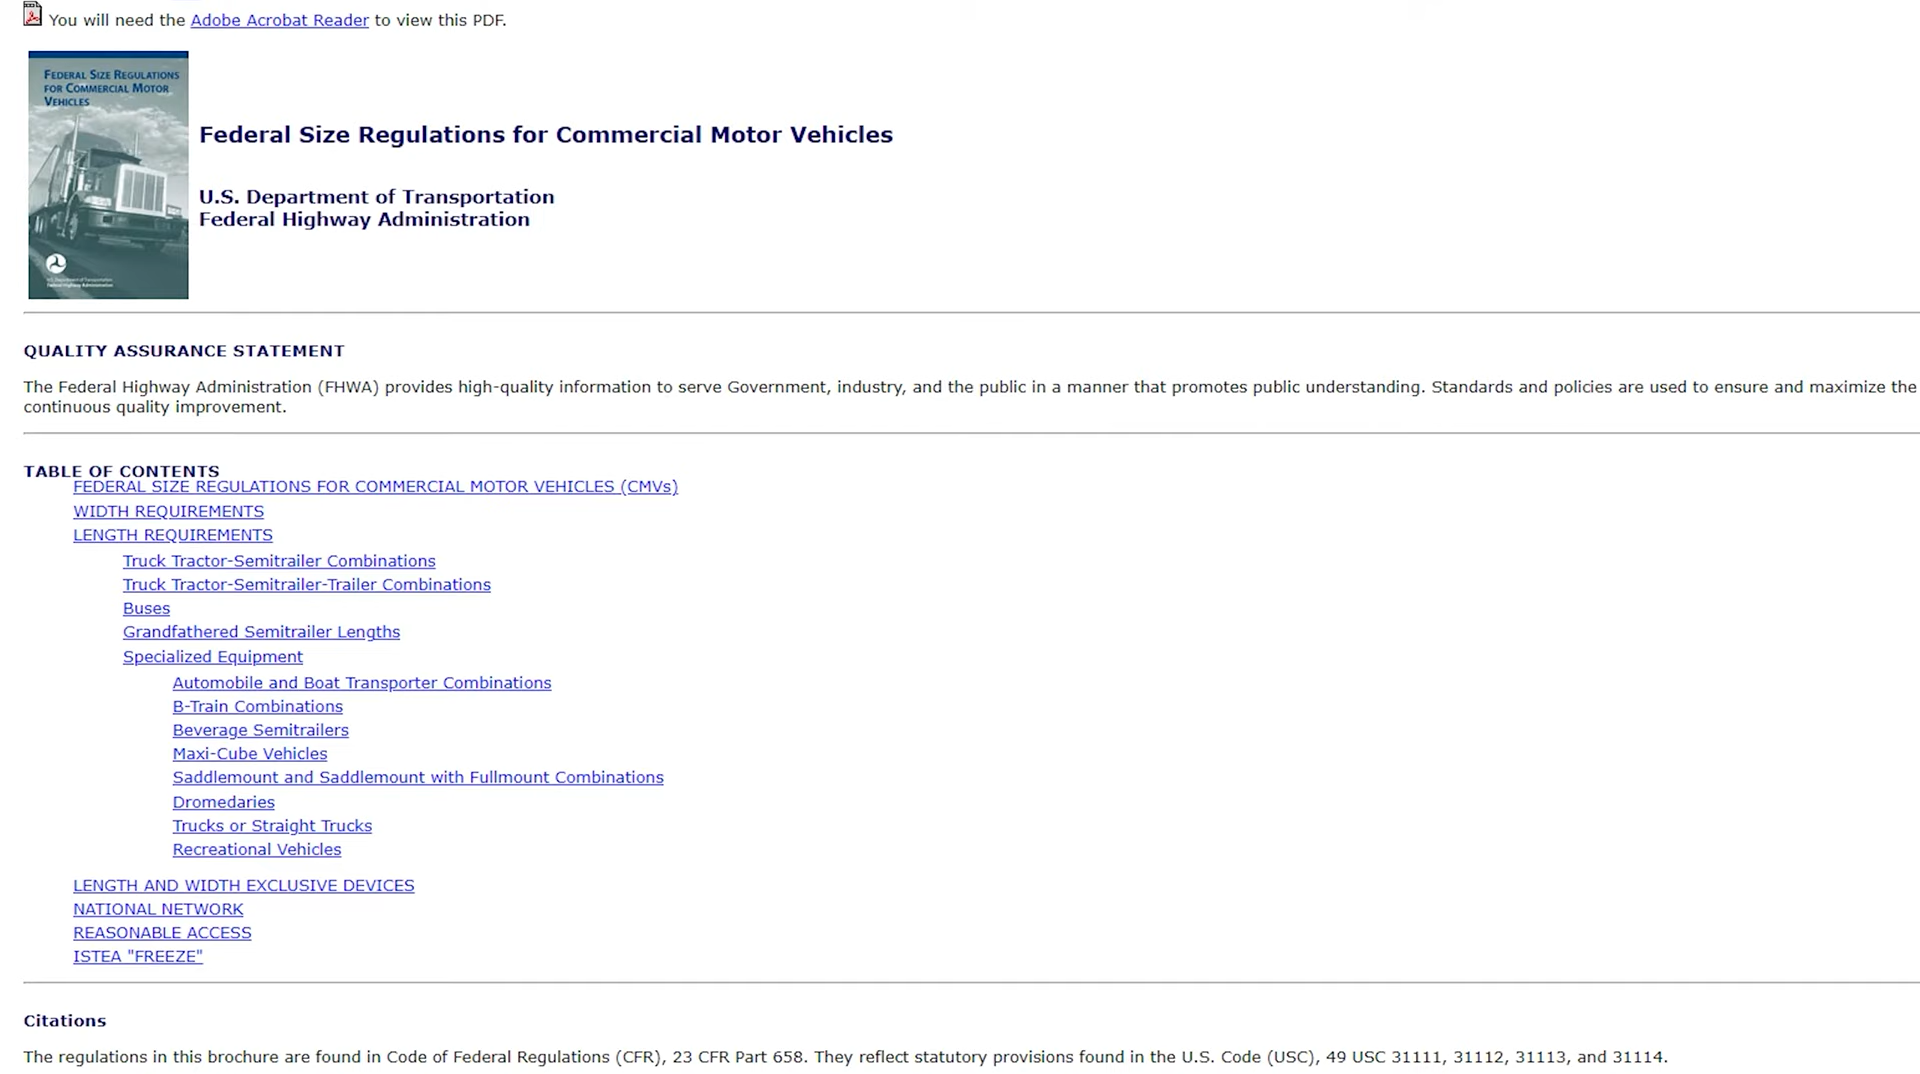 You will need the Adobe Acrobat Reader to view this PDF.
FEDERAL SIZE REGULATIONS
FOR COMMERCIAL MOTOR
VEHICLES
Federal Size Regulations for Commercial Motor Vehicles
U.S. Department of Transportation
Federal Highway Administration
U.S. Department of Transportation
Federal Highway Administration
QUALITY ASSURANCE STATEMENT
The Federal Highway Administration (FHWA) provides high-quality information to serve Government, industry, and the public in a manner that promotes public understanding. Standards and policies are used to ensure and maximize the
continuous quality improvement.
TABLE OF CONTENTS
FEDERAL SIZE REGULATIONS FOR COMMERCIAL MOTOR VEHICLES (CMVs)
WIDTH REQUIREMENTS
LENGTH REQUIREMENTS
Truck Tractor-Semitrailer Combinations
Truck Tractor-Semitrailer-Trailer Combinations
Buses
Grandfathered Semitrailer Lengths
Specialized Equipment
Automobile and Boat Transporter Combinations
B-Train Combinations
Beverage Semitrailers
Maxi-Cube Vehicles
Saddlemount and Saddlemount with Fullmount Combinations
Dromedaries
Trucks or Straight Trucks
Recreational Vehicles
LENGTH AND WIDTH EXCLUSIVE DEVICES
NATIONAL NETWORK
REASONABLE ACCESS
ISTEA "FREEZE"
Citations
The regulations in this brochure are found in Code of Federal Regulations (CFR), 23 CFR Part 658. They reflect statutory provisions found in the U.S. Code (USC), 49 USC 31111, 31112, 31113, and 31114.